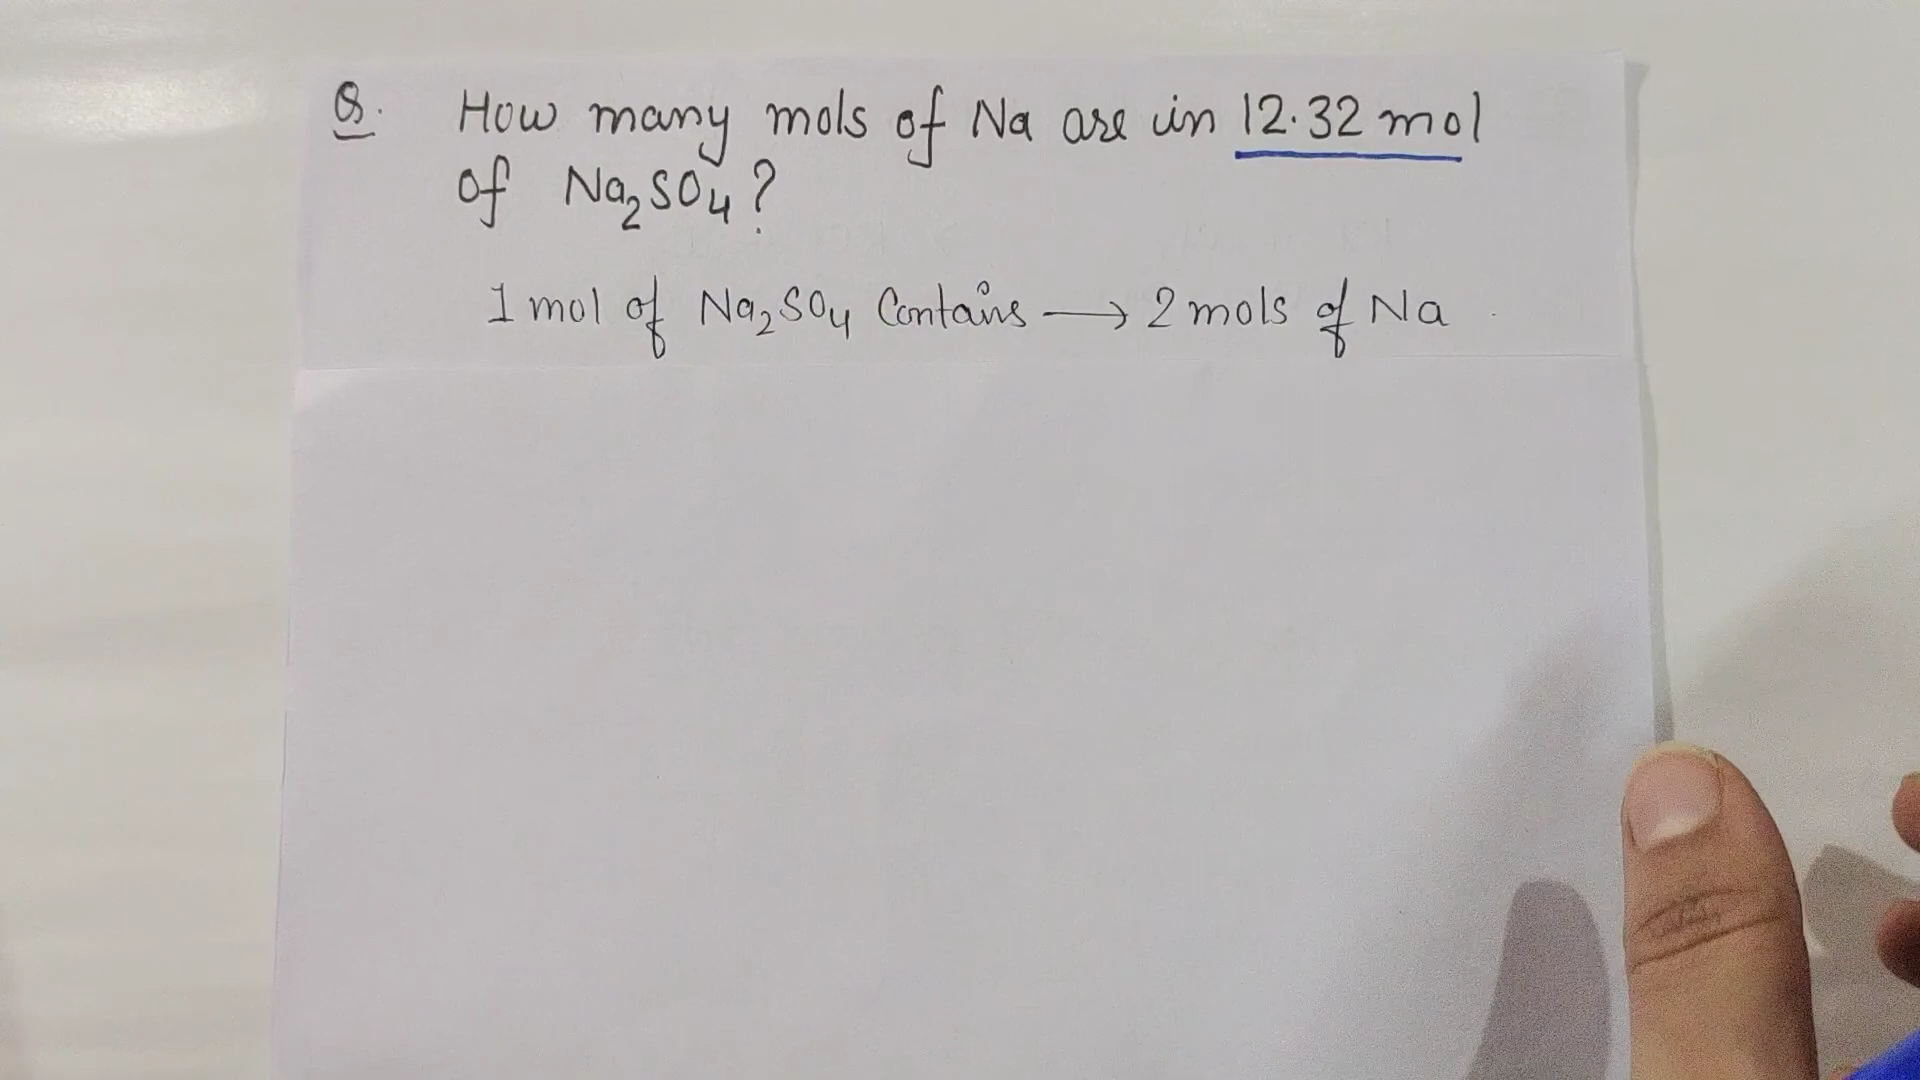 Q. How many mols of Na are in 12.32 mol
of Na₂SO₄?
1 mol of Na₂SO₄ Contains → 2 mols of Na.